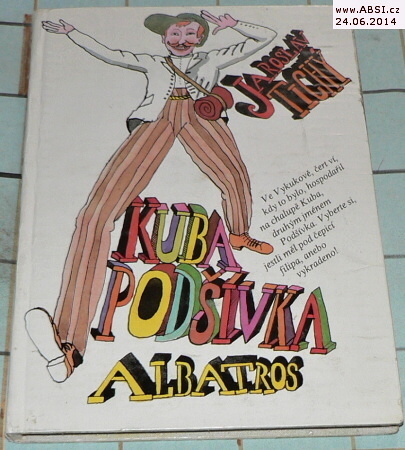 www.ABSI.cz
24.06.2014
JAROSLAV
TICHÝ
Ve Vykukově, čert ví,
kdy to bylo, hospodařil
na chalupě Kuba,
druhým jménem
Podšívka. Vyberte si,
jestli měl pod čepicí
filipa, anebo
vykradeno!
KUBA
PODŠÍVKA
ALBATROS